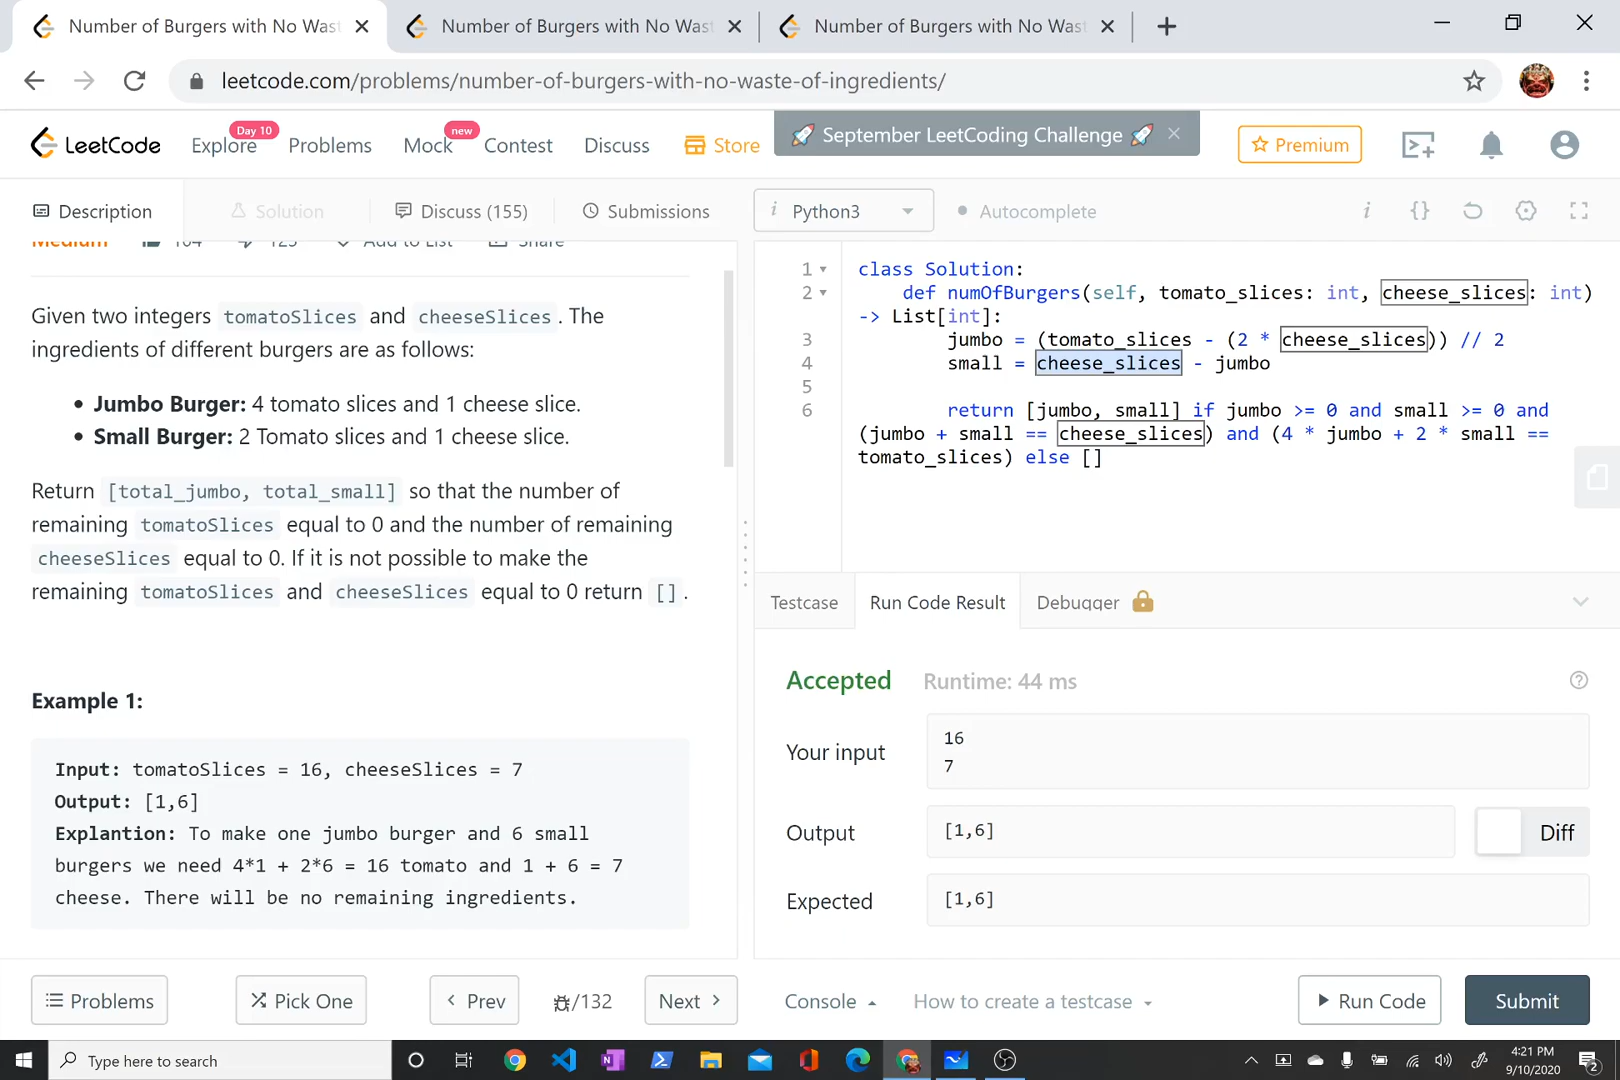 Number of Burgers with No Wast
Number of Burgers with No Wast
Number of Burgers with No Wast
leetcode.com/problems/number-of-burgers-with-no-waste-of-ingredients/
LeetCode
Explore
Day 10
Problems
Mock
new
Contest
Discuss
Store
🚀 September LeetCoding Challenge 🚀
Premium
Description
Solution
Discuss (155)
Submissions
Python3
Autocomplete
Medium 164 125 Add to List Share
Given two integers tomatoSlices and cheeseSlices. The
ingredients of different burgers are as follows:
• Jumbo Burger: 4 tomato slices and 1 cheese slice.
• Small Burger: 2 Tomato slices and 1 cheese slice.
Return [total_jumbo, total_small] so that the number of
remaining tomatoSlices equal to 0 and the number of remaining
cheeseSlices equal to 0. If it is not possible to make the
remaining tomatoSlices and cheeseSlices equal to 0 return [].
Example 1:
Input: tomatoSlices = 16, cheeseSlices = 7
Output: [1,6]
Explantion: To make one jumbo burger and 6 small
burgers we need 4*1 + 2*6 = 16 tomato and 1 + 6 = 7
cheese. There will be no remaining ingredients.
1 class Solution:
2 def numOfBurgers(self, tomato_slices: int, cheese_slices: int)
-> List[int]:
3 jumbo = (tomato_slices - (2 * cheese_slices)) // 2
4 small = cheese_slices - jumbo
5
6 return [jumbo, small] if jumbo >= 0 and small >= 0 and
(jumbo + small == cheese_slices) and (4 * jumbo + 2 * small ==
tomato_slices) else []
Testcase
Run Code Result
Debugger
Accepted
Runtime: 44 ms
Your input
16
7
Output
[1,6]
Diff
Expected
[1,6]
Problems
Pick One
Prev
/132
Next
Console
How to create a testcase
Run Code
Submit
Type here to search
4:21 PM
9/10/2020
2